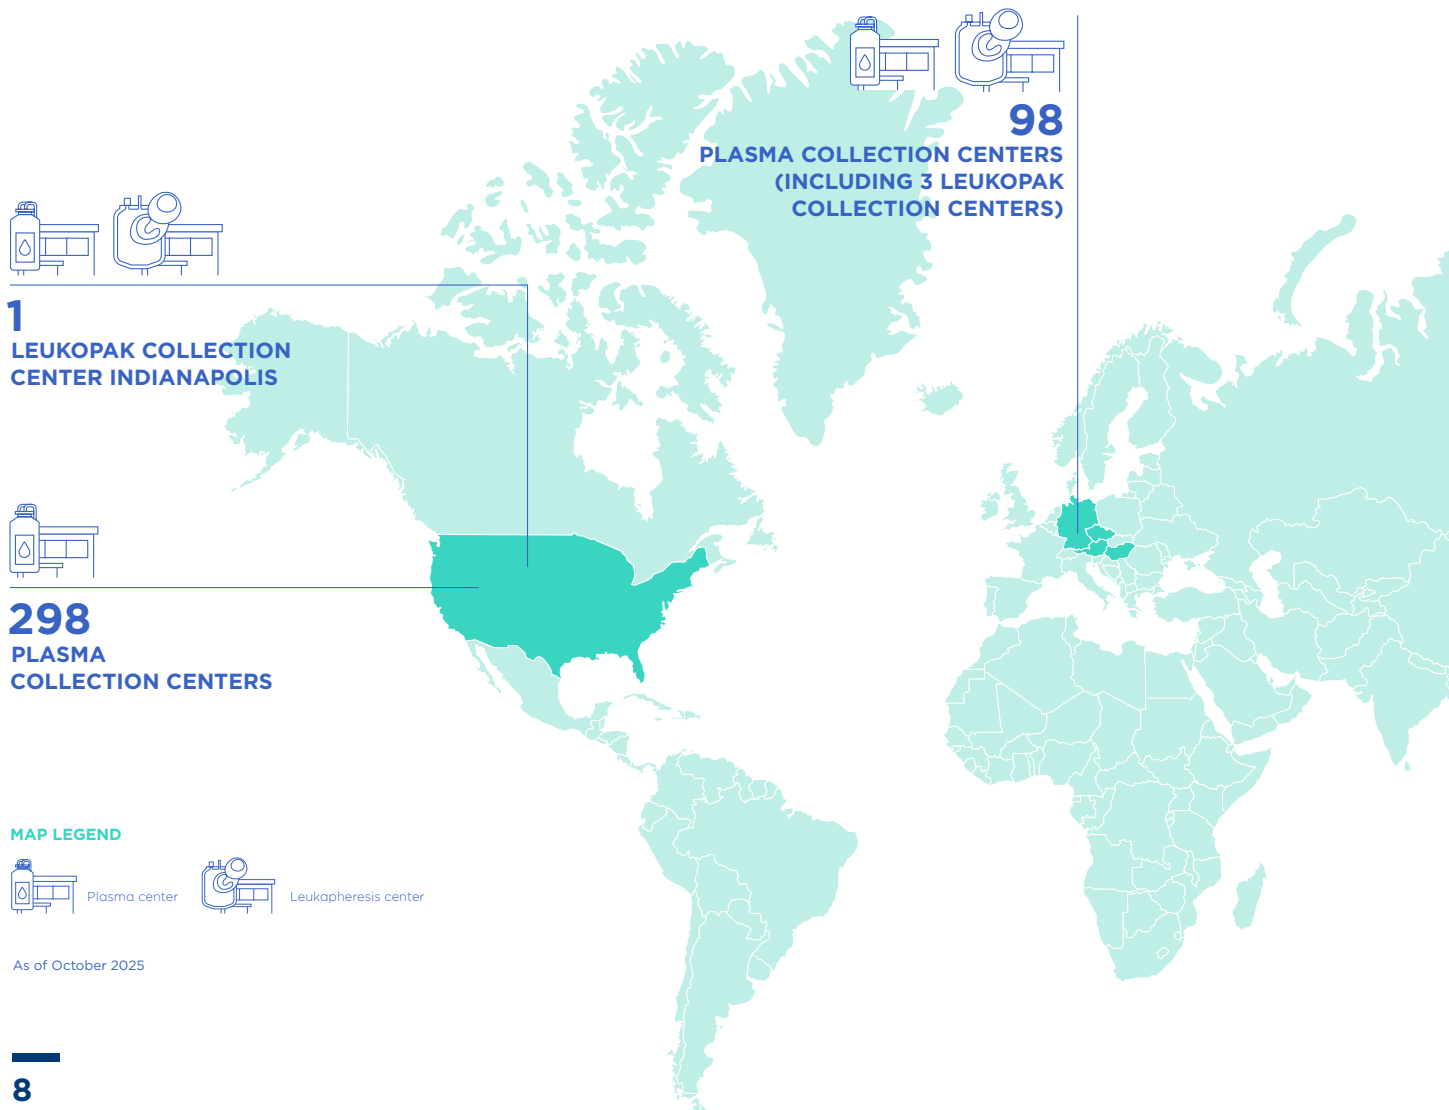 98
PLASMA COLLECTION CENTERS
(INCLUDING 3 LEUKOPAK
COLLECTION CENTERS)
1
LEUKOPAK COLLECTION
CENTER INDIANAPOLIS
298
PLASMA
COLLECTION CENTERS
MAP LEGEND
Plasma center
Leukapheresis center
As of October 2025
8